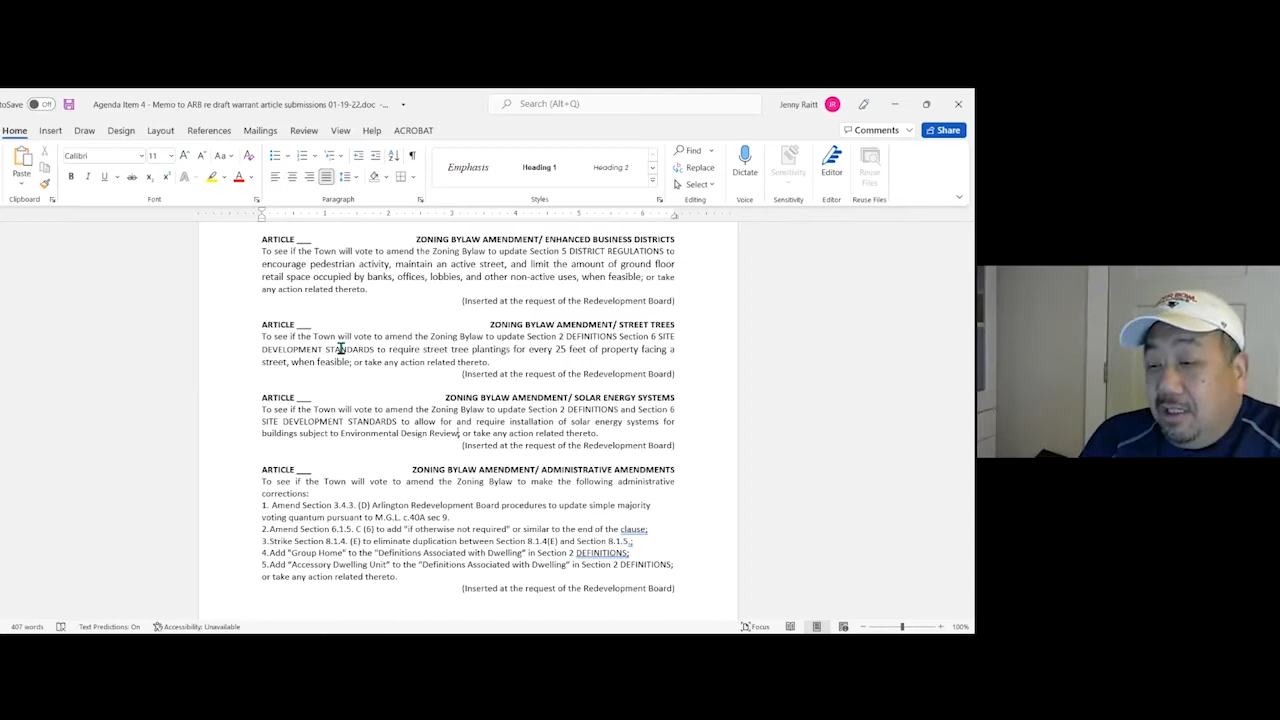 toSave Off Agenda Item 4 - Memo to ARB re draft warrant article submissions 01-19-22.doc -... Search (Alt+Q) Jenny Raitt JR
Home Insert Draw Design Layout References Mailings Review View Help ACROBAT Comments Share
Calibri 11 Aa Emphasis Heading 1 Heading 2 Find Replace Select
Paste B I U ab x₂ x² A A Dictate Sensitivity Editor Reuse Files
Clipboard Font Paragraph Styles Editing Voice Sensitivity Editor Reuse Files
1 2 3 4 5 6
ARTICLE ___ ZONING BYLAW AMENDMENT/ ENHANCED BUSINESS DISTRICTS
To see if the Town will vote to amend the Zoning Bylaw to update Section 5 DISTRICT REGULATIONS to
encourage pedestrian activity, maintain an active street, and limit the amount of ground floor
retail space occupied by banks, offices, lobbies, and other non-active uses, when feasible; or take
any action related thereto.
(Inserted at the request of the Redevelopment Board)
ARTICLE ___ ZONING BYLAW AMENDMENT/ STREET TREES
To see if the Town will vote to amend the Zoning Bylaw to update Section 2 DEFINITIONS Section 6 SITE
DEVELOPMENT STANDARDS to require street tree plantings for every 25 feet of property facing a
street, when feasible; or take any action related thereto.
(Inserted at the request of the Redevelopment Board)
ARTICLE ___ ZONING BYLAW AMENDMENT/ SOLAR ENERGY SYSTEMS
To see if the Town will vote to amend the Zoning Bylaw to update Section 2 DEFINITIONS and Section 6
SITE DEVELOPMENT STANDARDS to allow for and require installation of solar energy systems for
buildings subject to Environmental Design Review; or take any action related thereto.
(Inserted at the request of the Redevelopment Board)
ARTICLE ___ ZONING BYLAW AMENDMENT/ ADMINISTRATIVE AMENDMENTS
To see if the Town will vote to amend the Zoning Bylaw to make the following administrative
corrections:
1. Amend Section 3.4.3. (D) Arlington Redevelopment Board procedures to update simple majority
voting quantum pursuant to M.G.L. c.40A sec 9.
2.Amend Section 6.1.5. C (6) to add "if otherwise not required" or similar to the end of the clause;
3.Strike Section 8.1.4. (E) to eliminate duplication between Section 8.1.4(E) and Section 8.1.5.;
4.Add "Group Home" to the "Definitions Associated with Dwelling" in Section 2 DEFINITIONS;
5.Add "Accessory Dwelling Unit" to the "Definitions Associated with Dwelling" in Section 2 DEFINITIONS;
or take any action related thereto.
(Inserted at the request of the Redevelopment Board)
407 words Text Predictions: On Accessibility: Unavailable Focus 100%